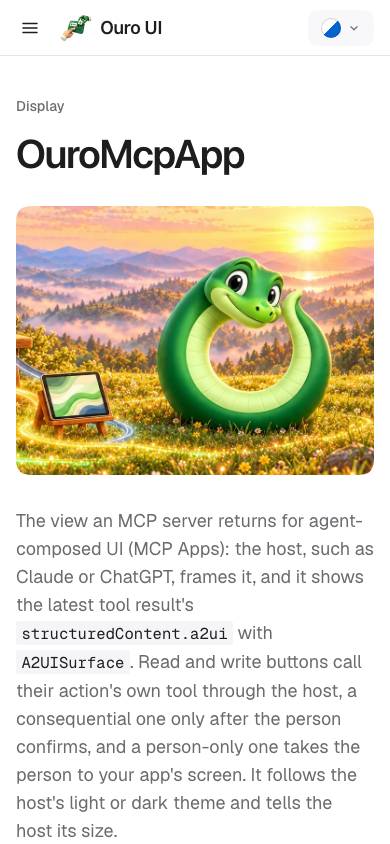 Ouro UI
Display
OuroMcpApp
The view an MCP server returns for agent-
composed UI (MCP Apps): the host, such as
Claude or ChatGPT, frames it, and it shows
the latest tool result's
structuredContent.a2ui with
A2UISurface. Read and write buttons call
their action's own tool through the host, a
consequential one only after the person
confirms, and a person-only one takes the
person to your app's screen. It follows the
host's light or dark theme and tells the
host its size.